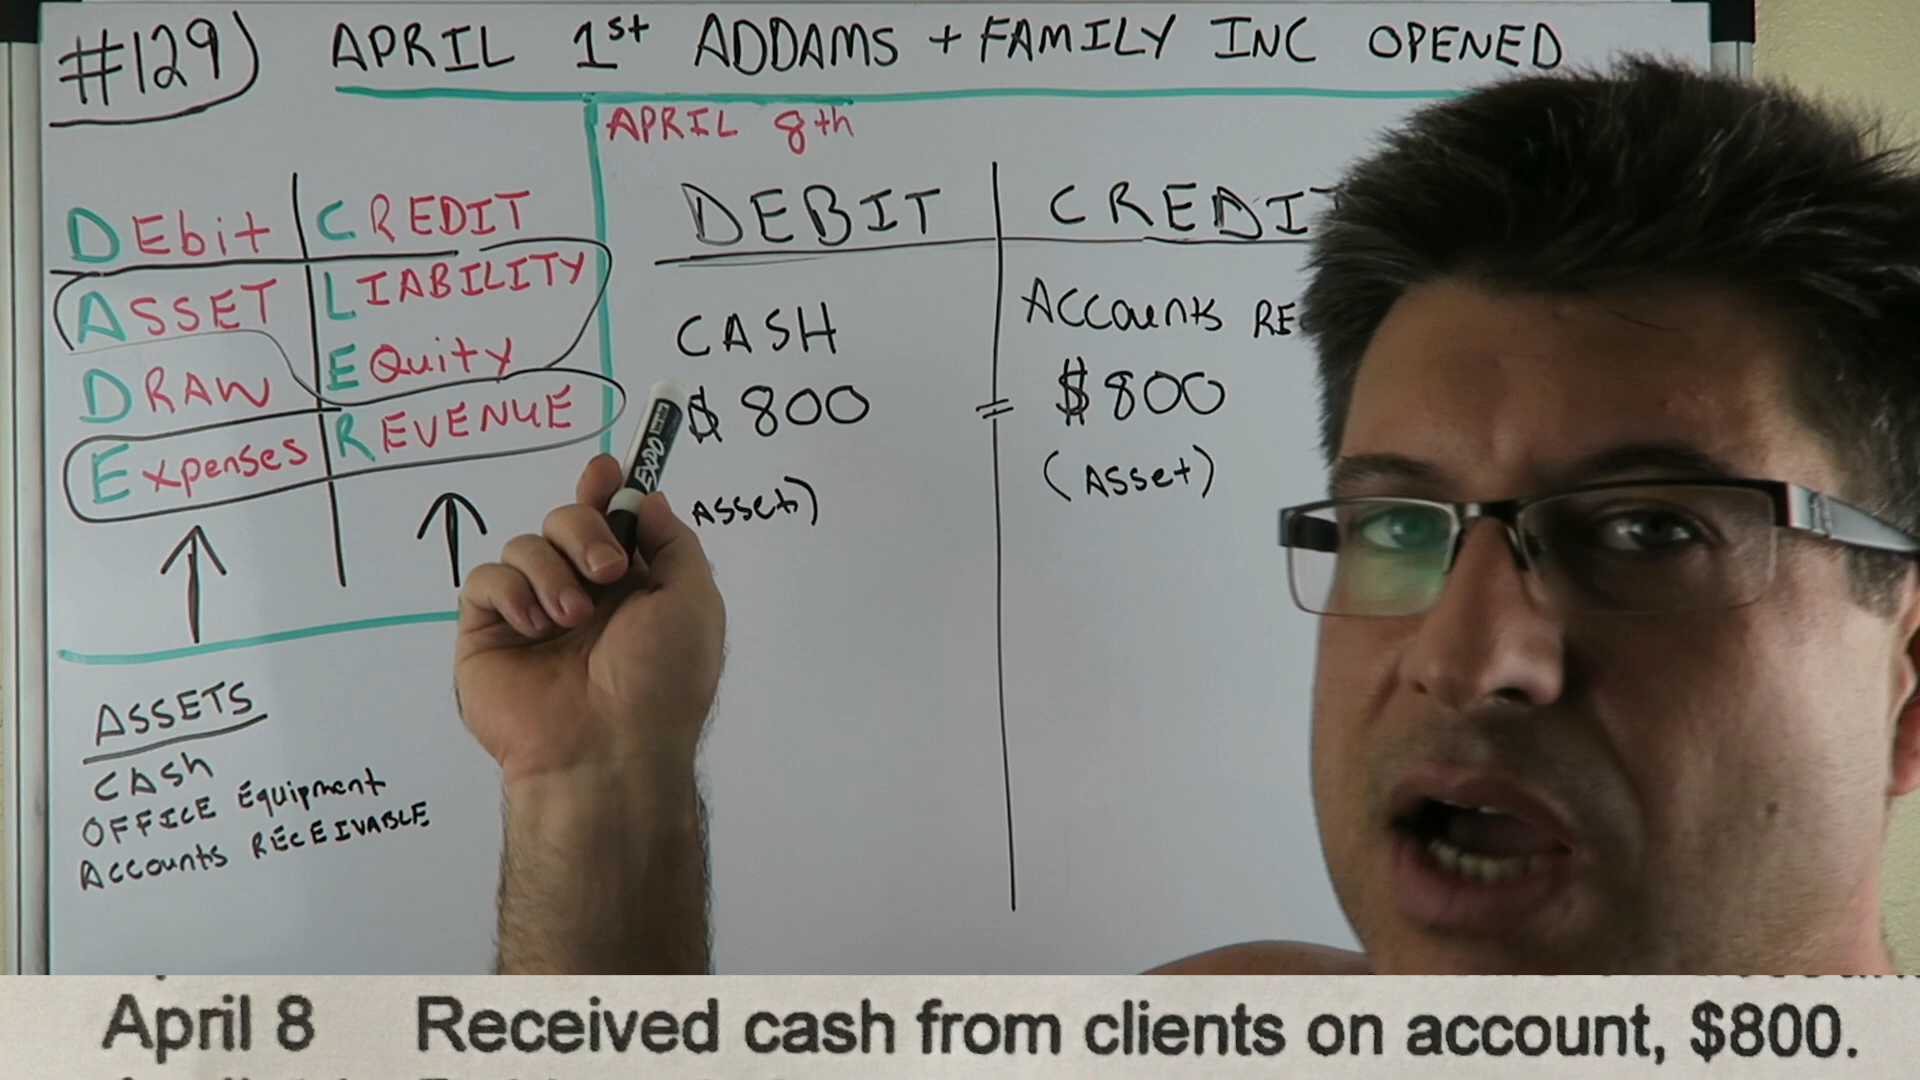 #129) APRIL 1st ADDAMS + FAMILY INC OPENED
APRIL 8th
DEbit CREDIT
ASSET LIABILITY
DRAW EQuity
Expenses REVENUE
DEBIT CREDIT
CASH Accounts REC
$800 = $800
Asset) (Asset)
EXPO
ASSETS
CASh
OFFICE Equipment
Accounts RECEIVABLE
April 8 Received cash from clients on account, $800.